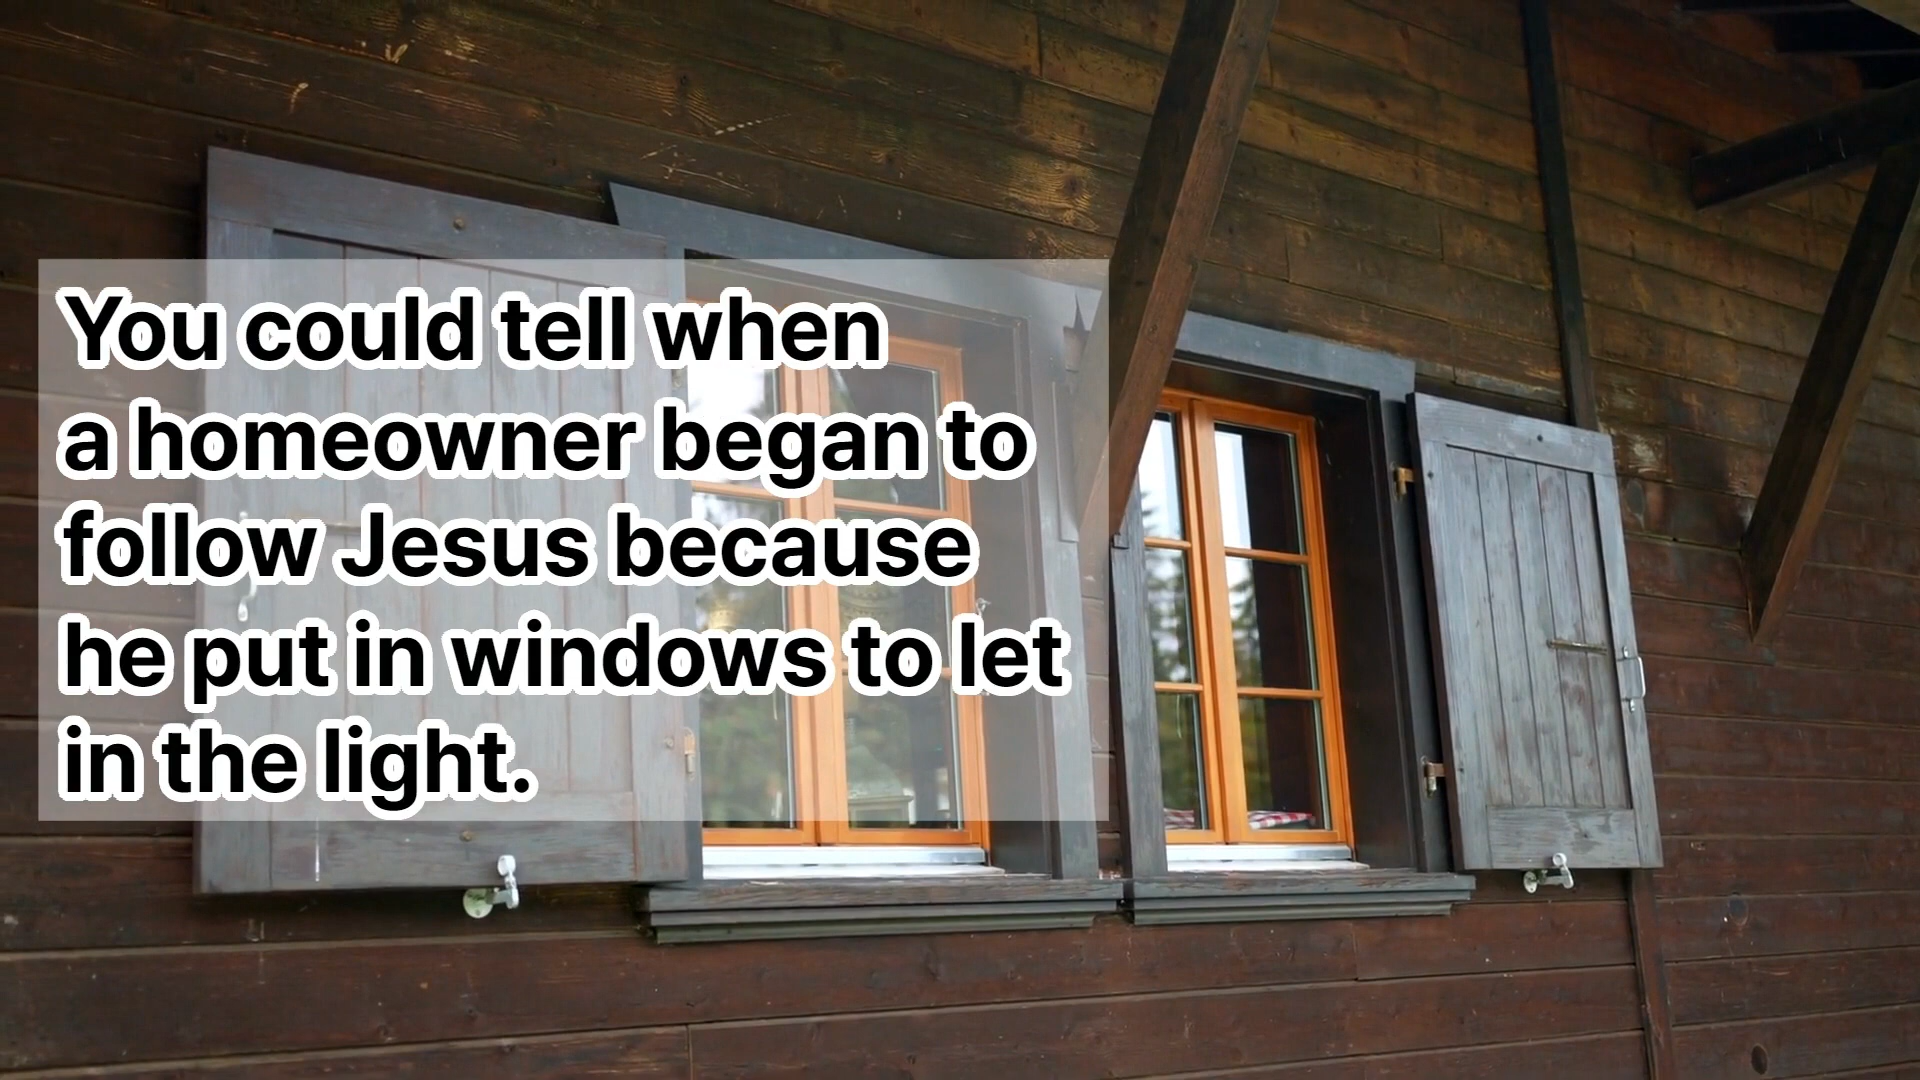 You could tell when
a homeowner began to
follow Jesus because
he put in windows to let
in the light.